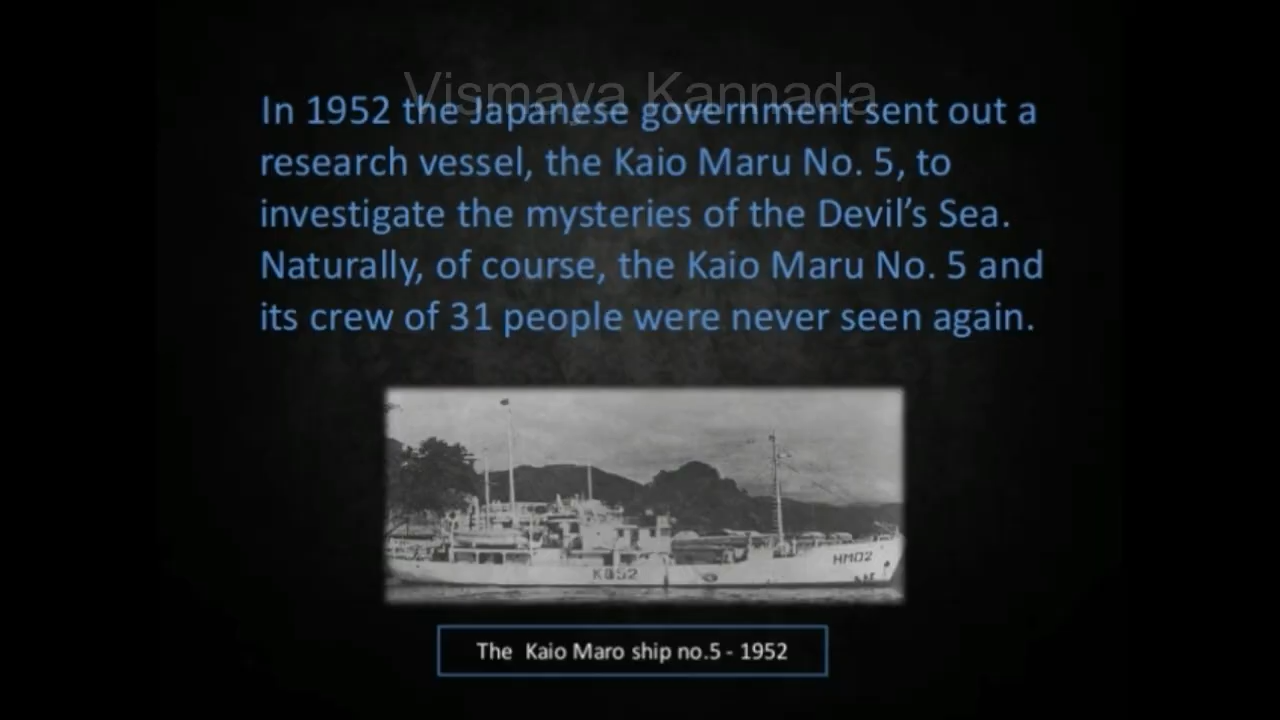 Vismaya Kannada
In 1952 the Japanese government sent out a
research vessel, the Kaio Maru No. 5, to
investigate the mysteries of the Devil’s Sea.
Naturally, of course, the Kaio Maru No. 5 and
its crew of 31 people were never seen again.
HM02
The Kaio Maro ship no.5 - 1952